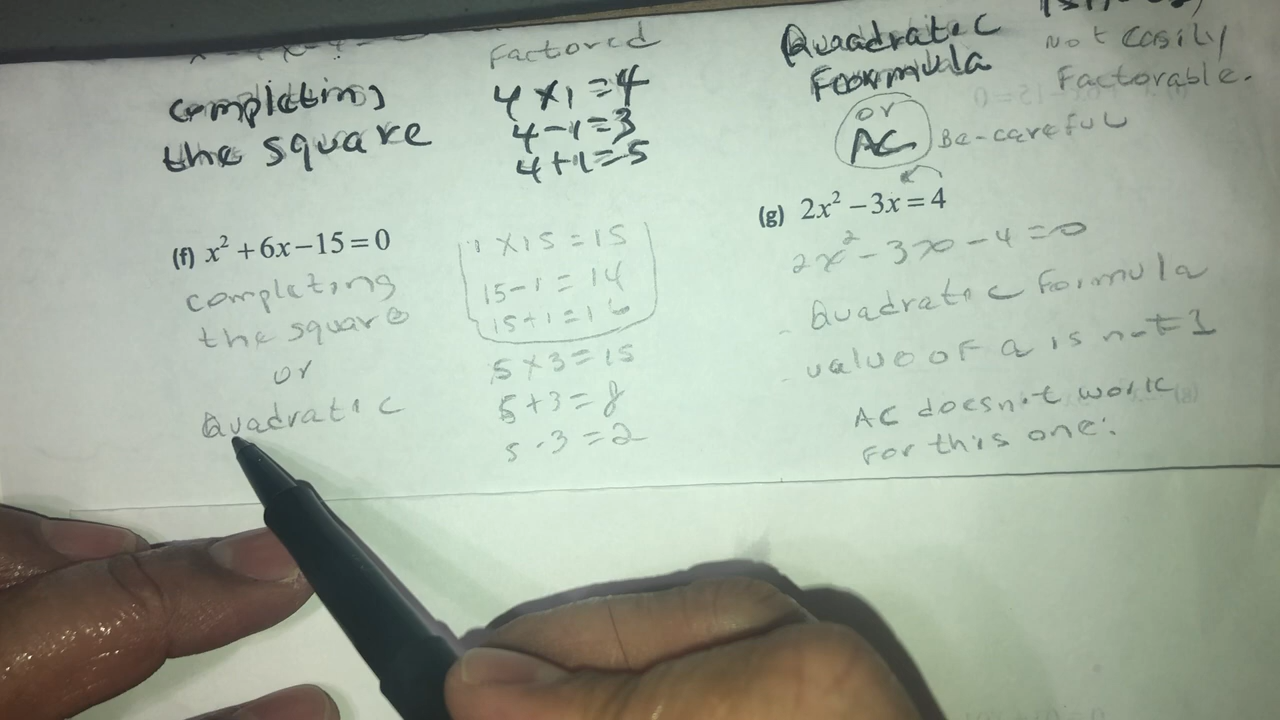 Factored
completing
the square
4 × 1 = 4
4 - 1 = 3
4 + 1 = 5
Quadratic
Formula
or
AC
Not easily
Factorable.
Be-careful
(f) x² + 6x − 15 = 0
completing
the square
or
Quadratic
1 × 15 = 15
15 - 1 = 14
15 + 1 = 16
5 × 3 = 15
5 + 3 = 8
5 - 3 = 2
(g) 2x² − 3x = 4
2x² - 3x - 4 = 0
- Quadratic Formula
- value of a is not 1
AC doesn't work
For this one.